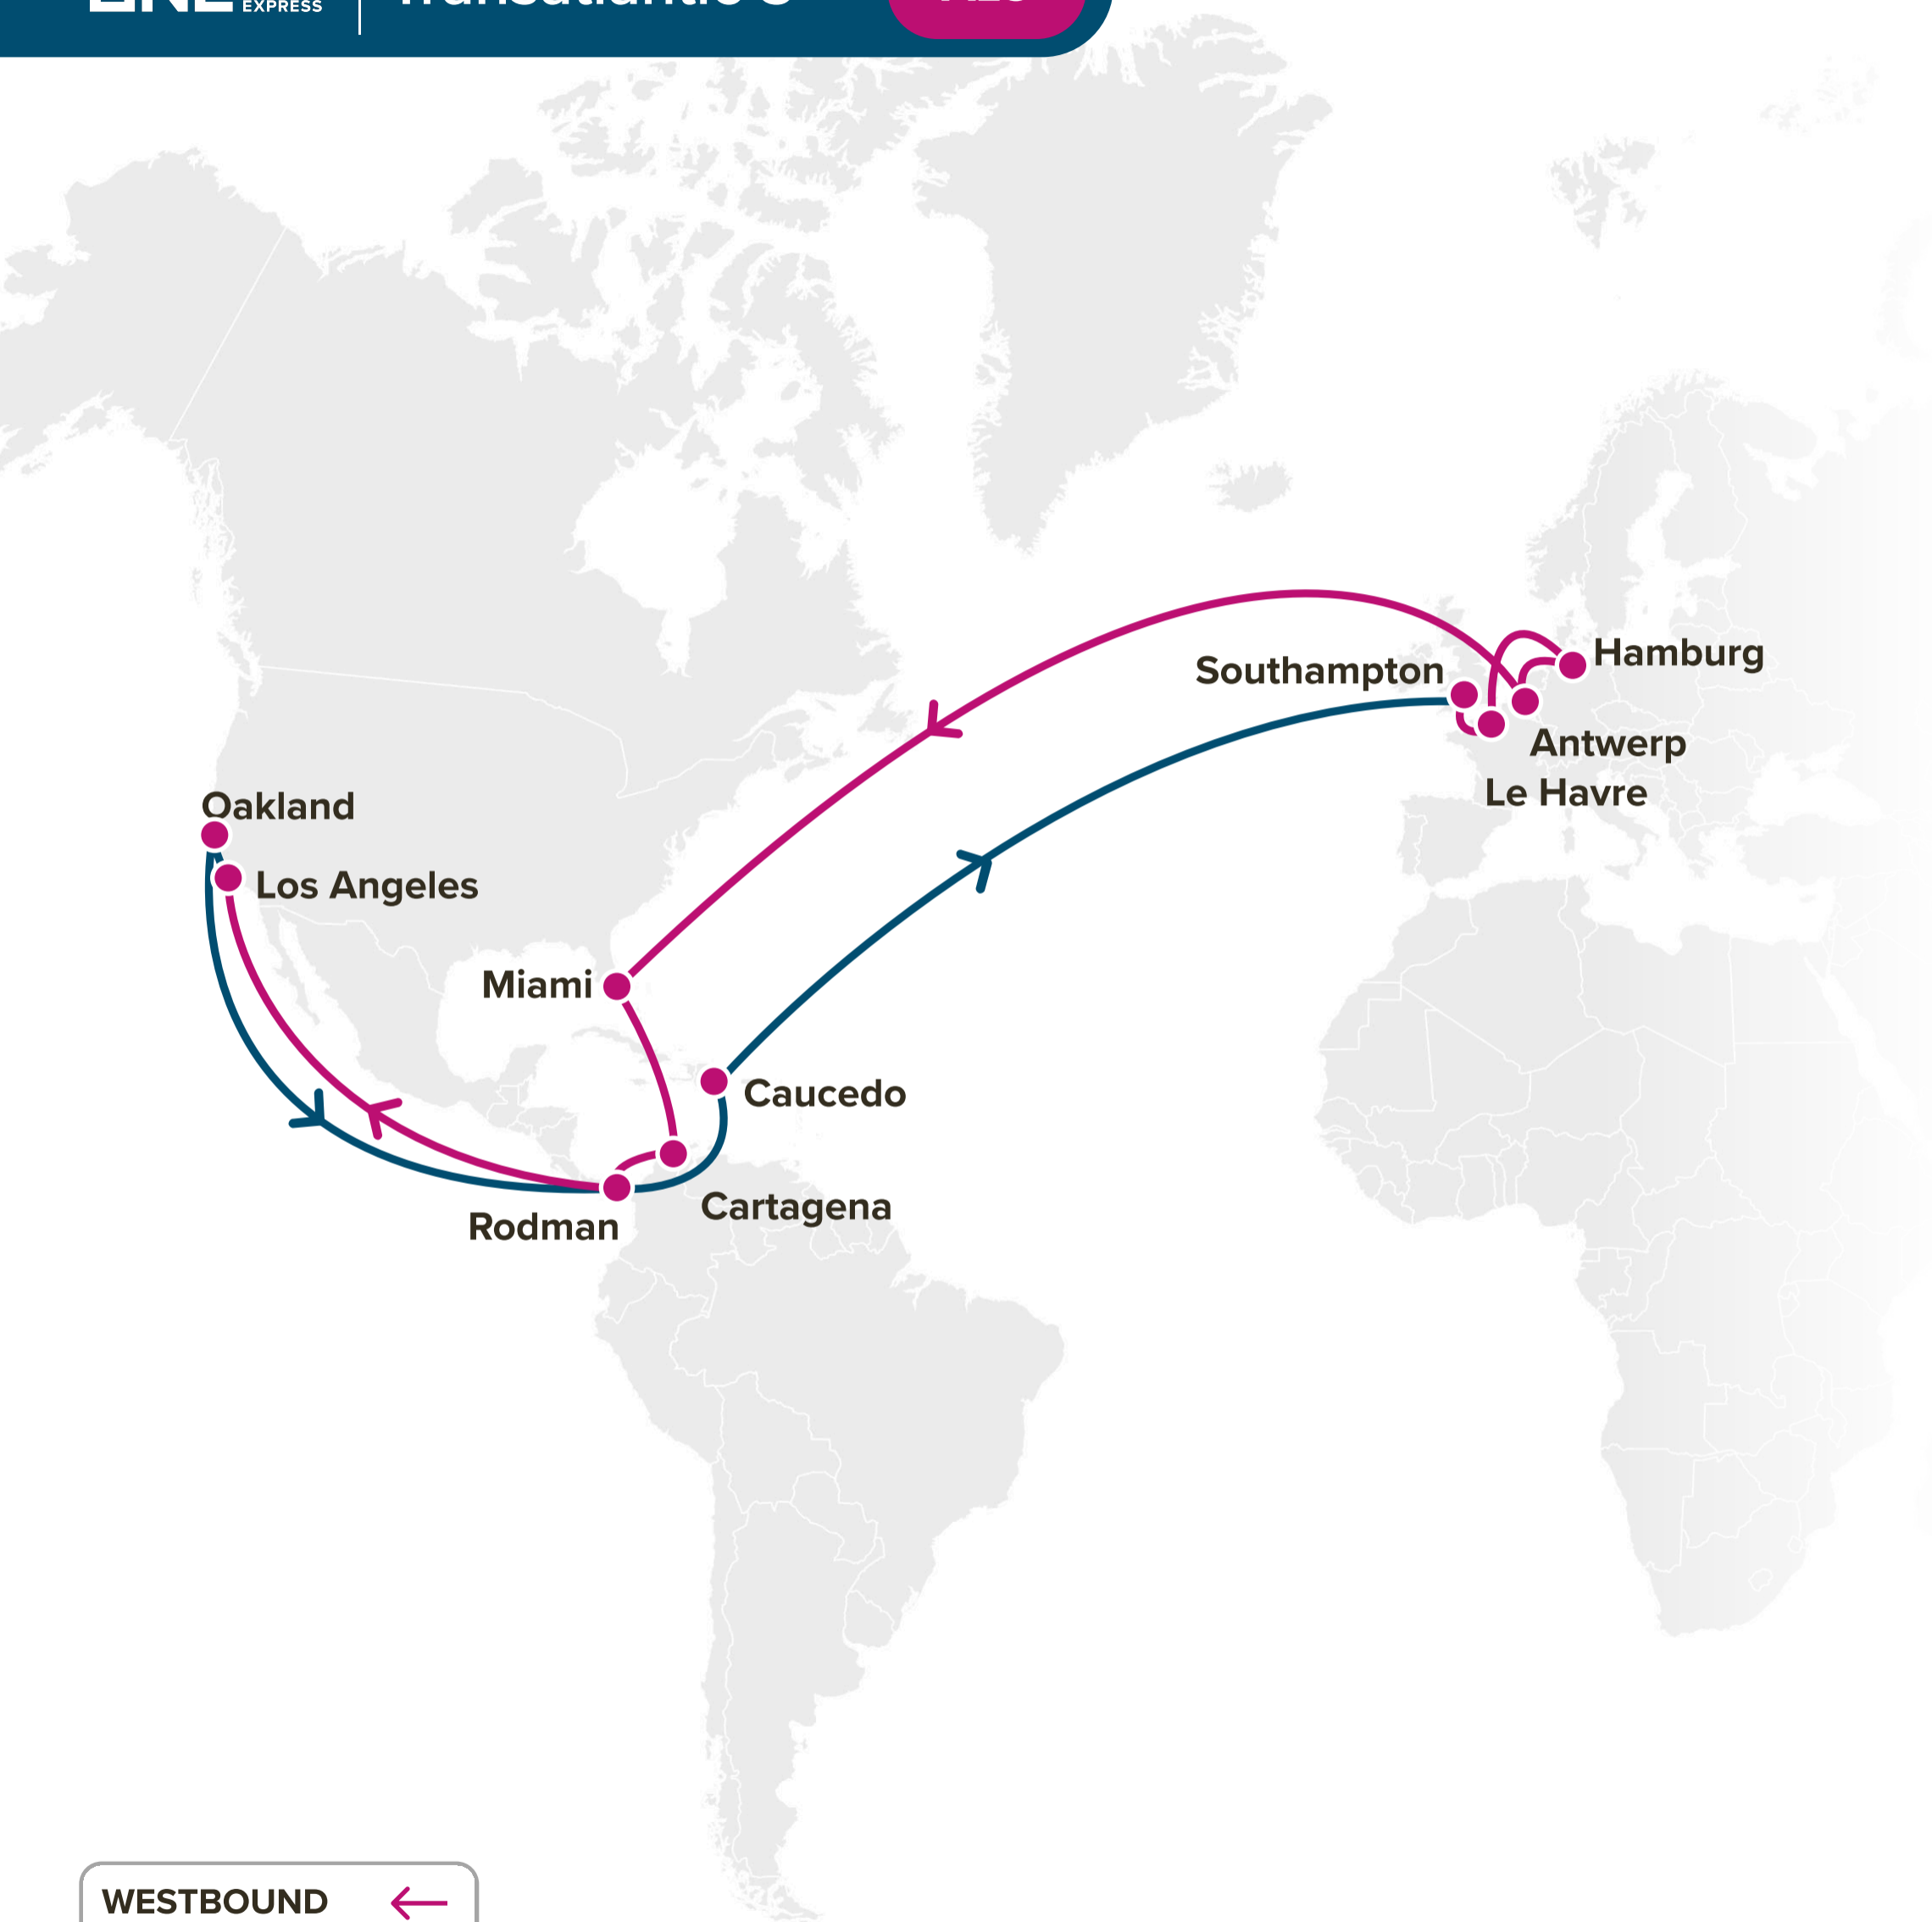 EXPRESS
Hamburg
Southampton
Antwerp
Le Havre
Oakland
Los Angeles
Miami
Caucedo
Cartagena
Rodman
WESTBOUND